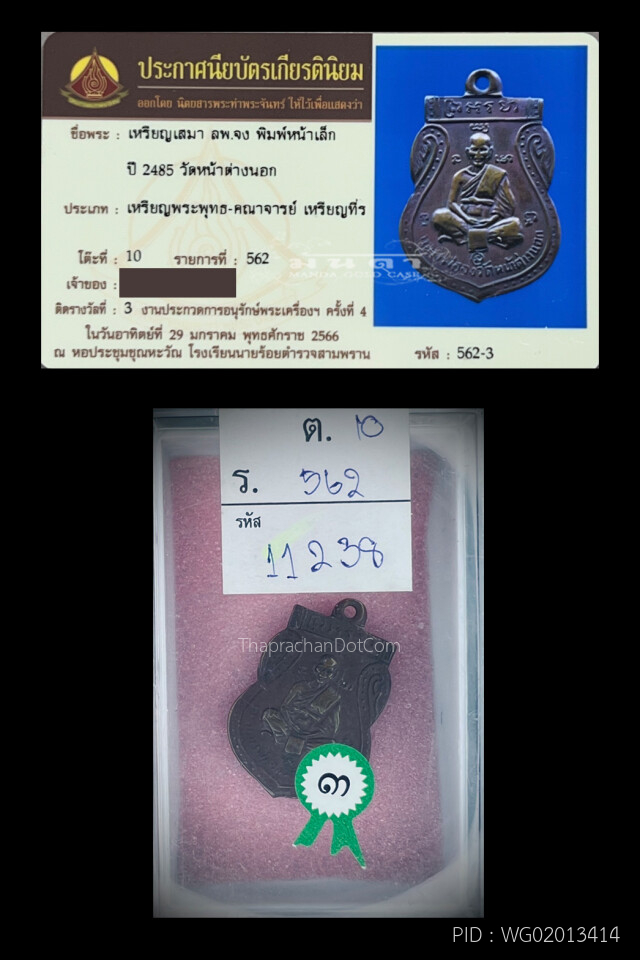 ประกาศนียบัตรเกียรตินิยม
ออกโดย นิตยสารพระท่าพระจันทร์ ให้ไว้เพื่อแสดงว่า
ชื่อพระ : เหรียญเสมา ลพ.จง พิมพ์หน้าเล็ก
ปี 2485 วัดหน้าต่างนอก
ประเภท : เหรียญพระพุทธ-คณาจารย์ เหรียญที่ร
โต๊ะที่ : 10 รายการที่ : 562
เจ้าของ :
ติดรางวัลที่ : 3 งานประกวดการอนุรักษ์พระเครื่องฯ ครั้งที่ 4
ในวันอาทิตย์ที่ 29 มกราคม พุทธศักราช 2566
ณ หอประชุมชุณหะวัณ โรงเรียนนายร้อยตำรวจสามพราน
รหัส : 562-3
มนดา
MANDA GOLD CASE
ต. 10
ร. 562
รหัส
11238
ThaprachanDotCom
๓
PID : WG02013414